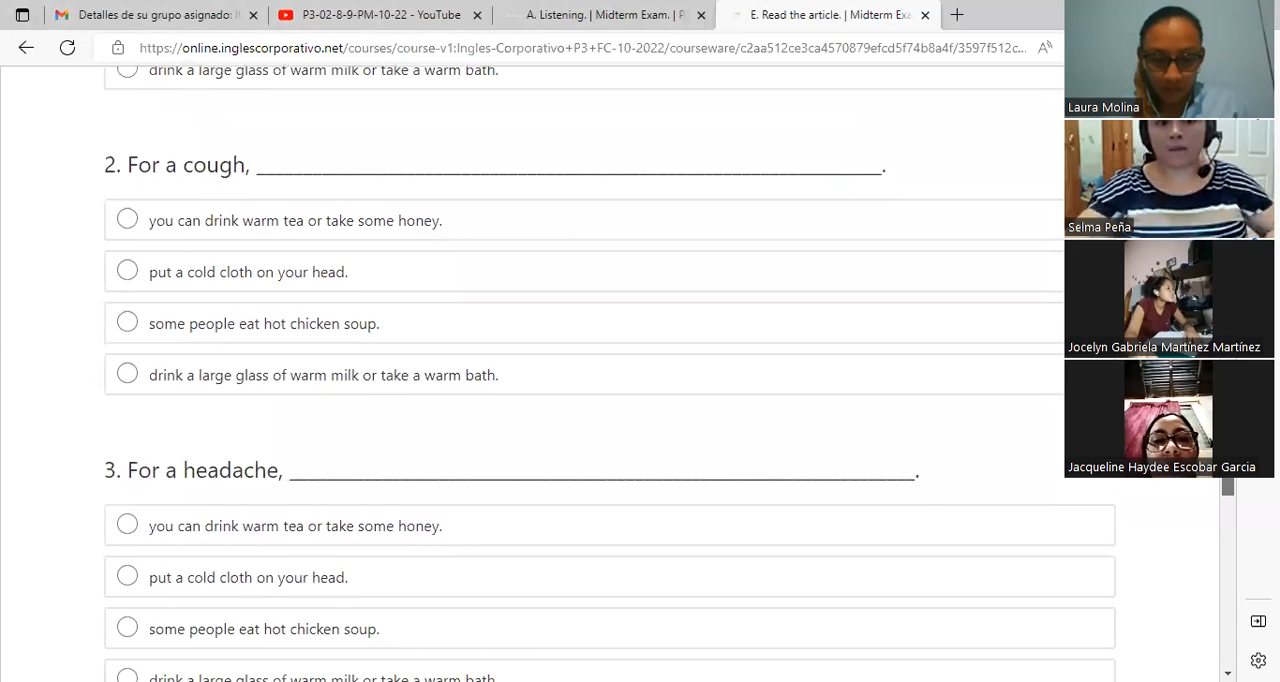 Detalles de su grupo asignado: I
P3-02-8-9-PM-10-22 - YouTube
A. Listening. | Midterm Exam. | P
E. Read the article. | Midterm Exa
https://online.inglescorporativo.net/courses/course-v1:Ingles-Corporativo+P3+FC-10-2022/courseware/c2aa512ce3ca4570879efcd5f74b8a4f/3597f512c...
drink a large glass of warm milk or take a warm bath.
2. For a cough, ____________________________________________________.
you can drink warm tea or take some honey.
put a cold cloth on your head.
some people eat hot chicken soup.
drink a large glass of warm milk or take a warm bath.
3. For a headache, ____________________________________________________.
you can drink warm tea or take some honey.
put a cold cloth on your head.
some people eat hot chicken soup.
drink a large glass of warm milk or take a warm bath.
Laura Molina
Selma Peña
Jocelyn Gabriela Martínez Martínez
Jacqueline Haydee Escobar Garcia